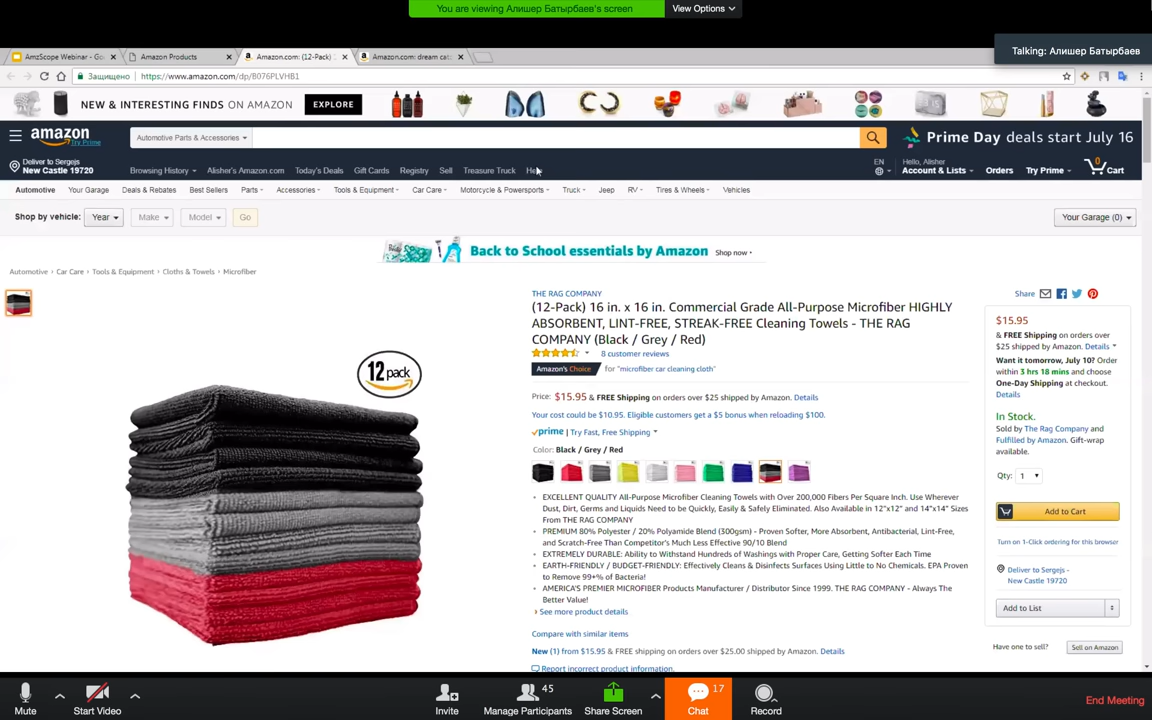 You are viewing Алишер Батырбаев's screen
View Options
Talking: Алишер Батырбаев
AmzScope Webinar - Go
Amazon Products
Amazon.com: (12-Pack)
Amazon.com: dream cat
Защищено
https://www.amazon.com/dp/B076PLVHB1
NEW & INTERESTING FINDS ON AMAZON
EXPLORE
amazon
Try Prime
Automotive Parts & Accessories
Prime Day deals start July 16
Deliver to Sergejs
New Castle 19720
Browsing History
Alisher's Amazon.com
Today's Deals
Gift Cards
Registry
Sell
Treasure Truck
EN
Hello, Alisher
Account & Lists
Orders
Try Prime
0
Cart
Automotive
Your Garage
Deals & Rebates
Best Sellers
Parts
Accessories
Tools & Equipment
Car Care
Motorcycle & Powersports
Truck
Jeep
RV
Tires & Wheels
Vehicles
Shop by vehicle:
Year
Make
Model
Go
Your Garage (0)
Back to School essentials by Amazon
Shop now
Automotive › Car Care › Tools & Equipment › Cloths & Towels › Microfiber
12 pack
THE RAG COMPANY
(12-Pack) 16 in. x 16 in. Commercial Grade All-Purpose Microfiber HIGHLY
ABSORBENT, LINT-FREE, STREAK-FREE Cleaning Towels - THE RAG
COMPANY (Black / Grey / Red)
8 customer reviews
Amazon's Choice for "microfiber car cleaning cloth"
Price: $15.95 & FREE Shipping on orders over $25 shipped by Amazon. Details
Your cost could be $10.95. Eligible customers get a $5 bonus when reloading $100.
prime | Try Fast, Free Shipping
Color: Black / Grey / Red
EXCELLENT QUALITY All-Purpose Microfiber Cleaning Towels with Over 200,000 Fibers Per Square Inch. Use Wherever
Dust, Dirt, Germs and Liquids Need to be Quickly, Easily & Safely Eliminated. Also Available in 12"x12" and 14"x14" Sizes
From THE RAG COMPANY
PREMIUM 80% Polyester / 20% Polyamide Blend (300gsm) - Proven Softer, More Absorbent, Antibacterial, Lint-Free,
and Scratch-Free Than Competitor's Much Less Effective 90/10 Blend
EXTREMELY DURABLE: Ability to Withstand Hundreds of Washings with Proper Care, Getting Softer Each Time
EARTH-FRIENDLY / BUDGET-FRIENDLY: Effectively Cleans & Disinfects Surfaces Using Little to No Chemicals. EPA Proven
to Remove 99+% of Bacteria!
AMERICA'S PREMIER MICROFIBER Products Manufacturer / Distributor Since 1999. THE RAG COMPANY - Always The
Better Value!
› See more product details
Compare with similar items
New (1) from $15.95 & FREE shipping on orders over $25.00 shipped by Amazon. Details
Report incorrect product information.
Share
$15.95
& FREE Shipping on orders over
$25 shipped by Amazon. Details
Want it tomorrow, July 10? Order
within 3 hrs 18 mins and choose
One-Day Shipping at checkout.
Details
In Stock.
Sold by The Rag Company and
Fulfilled by Amazon. Gift-wrap
available.
Qty: 1
Add to Cart
Turn on 1-Click ordering for this browser
Deliver to Sergejs -
New Castle 19720
Add to List
Have one to sell?
Sell on Amazon
Mute
Start Video
Invite
45
Manage Participants
Share Screen
17
Chat
Record
End Meeting